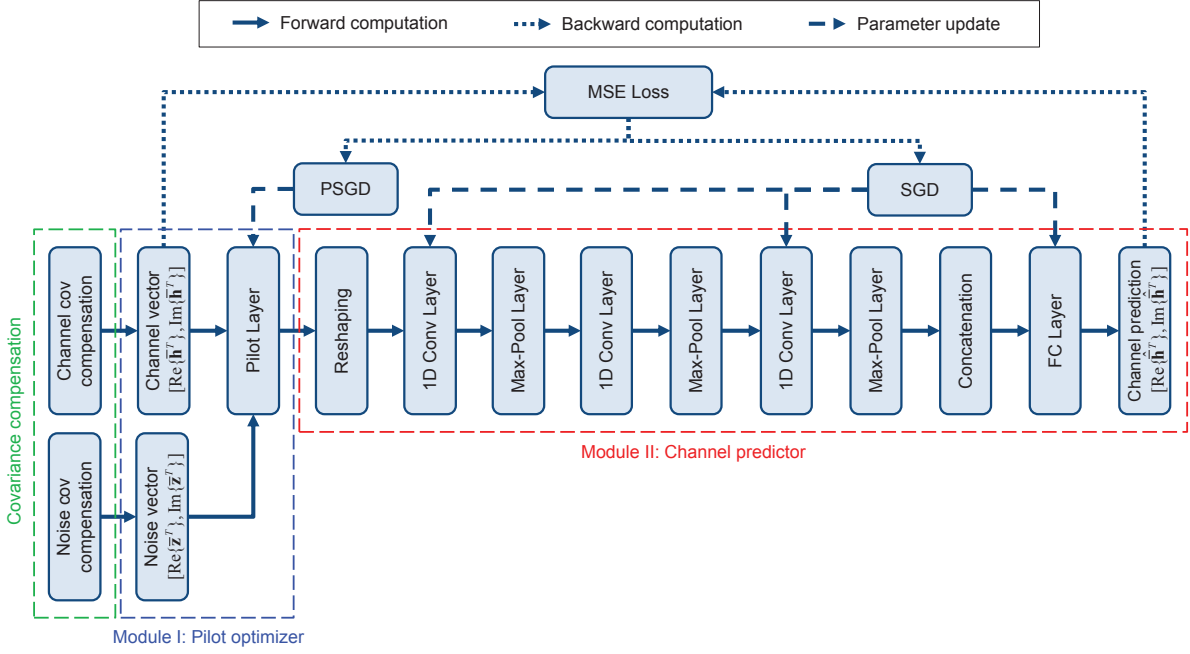 Forward computation
Backward computation
Parameter update
MSE Loss
PSGD
SGD
Covariance compensation
Channel cov
compensation
Noise cov
compensation
Channel vector
[Re{h̄ᵀ}, Im{h̄ᵀ}]
Noise vector
[Re{z̄ᵀ}, Im{z̄ᵀ}]
Pilot Layer
Reshaping
1D Conv Layer
Max-Pool Layer
1D Conv Layer
Max-Pool Layer
1D Conv Layer
Max-Pool Layer
Concatenation
FC Layer
Channel prediction
[Re{ĥ̄ᵀ}, Im{ĥ̄ᵀ}]
Module II: Channel predictor
Module I: Pilot optimizer